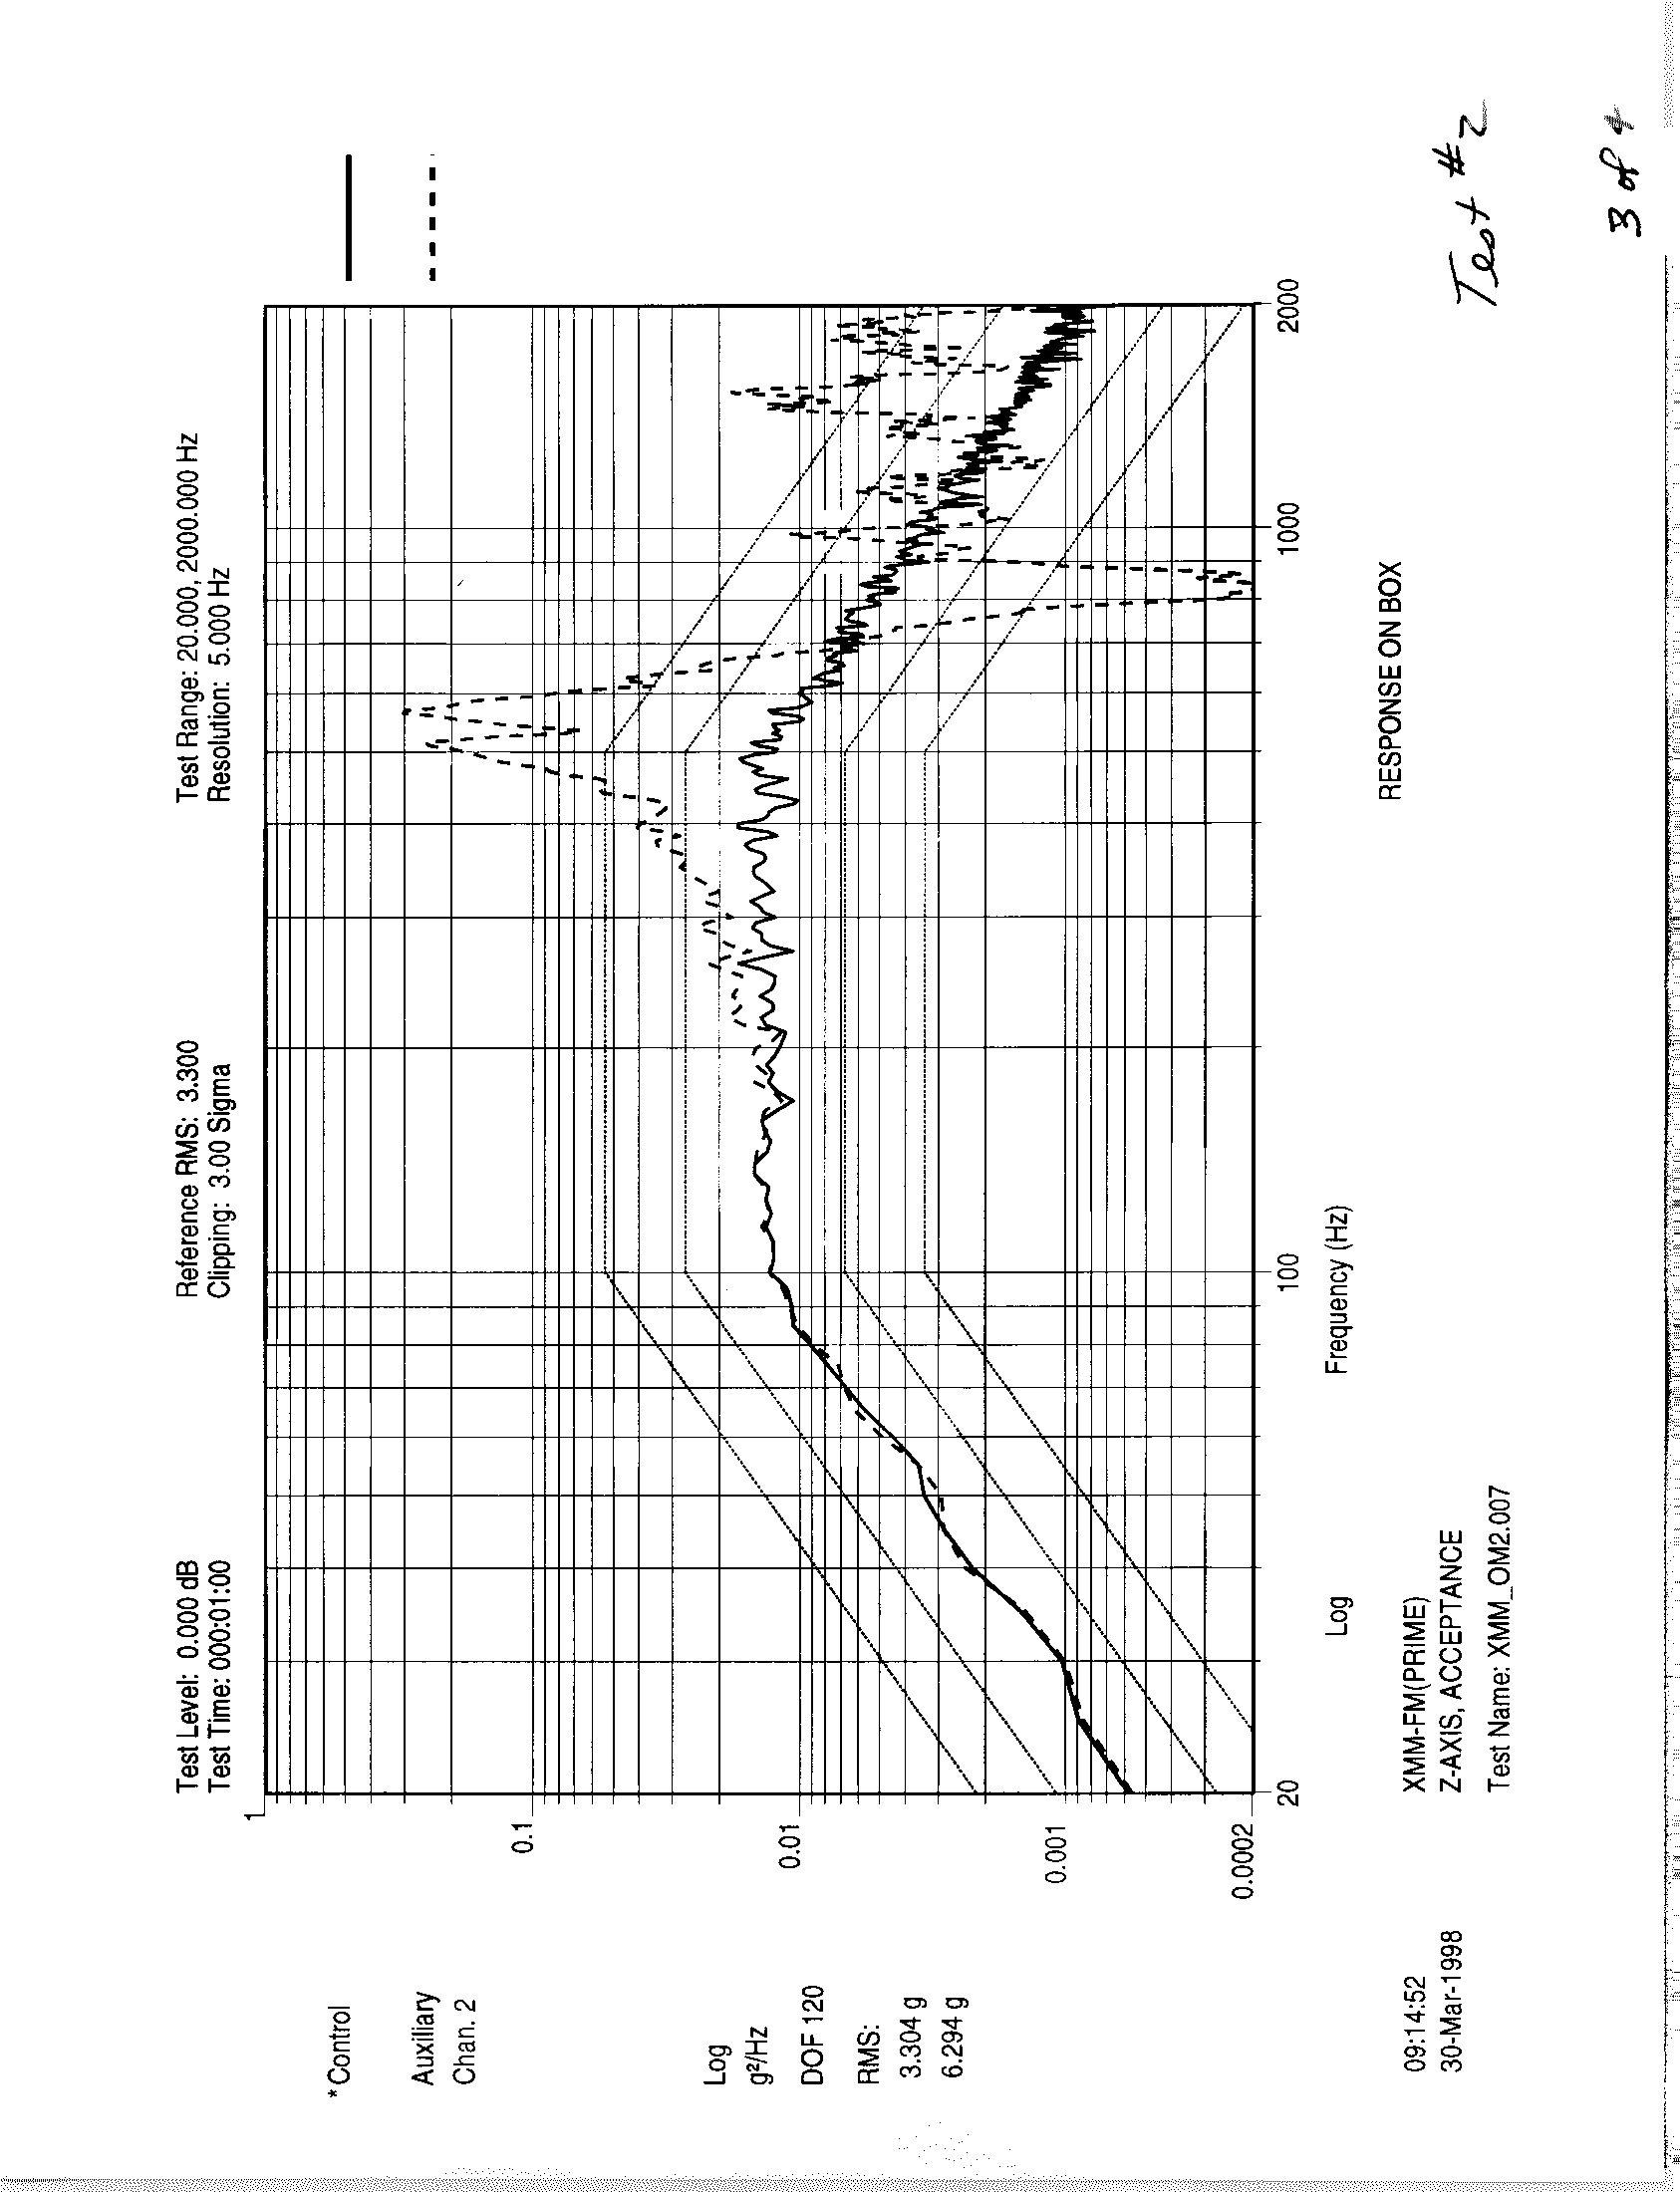 Test Level: 0.000 dB
Test Time: 000:01:00
Reference RMS: 3.300
Clipping: 3.00 Sigma
Test Range: 20.000, 2000.000 Hz
Resolution: 5.000 Hz
*Control
Auxiliary
Chan. 2
Log
g²/Hz
DOF 120
RMS:
3.304 g
6.294 g
1
0.1
0.01
0.001
0.0002
20
100
1000
2000
Log
Frequency (Hz)
RESPONSE ON BOX
09:14:52
30-Mar-1998
XMM-FM(PRIME)
Z-AXIS, ACCEPTANCE
Test Name: XMM_OM2.007
Test #2
3 of 4